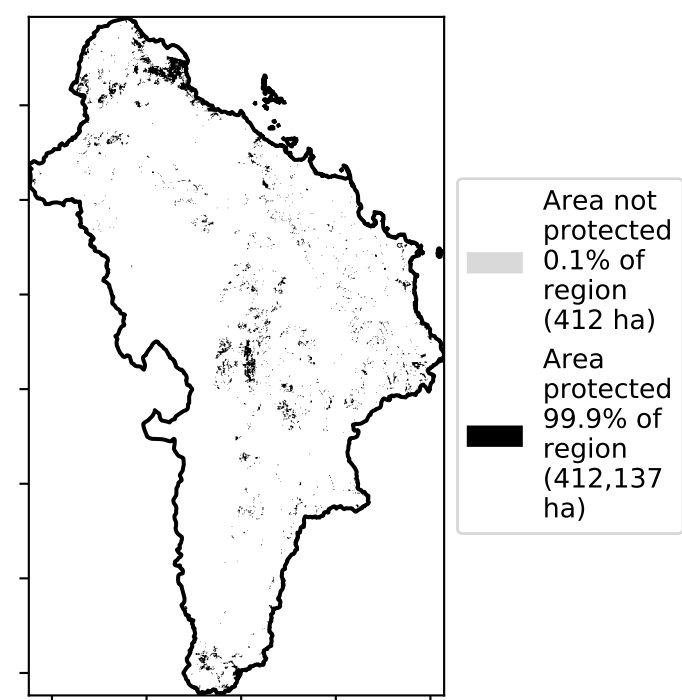 Area not
protected
0.1% of
region
(412 ha)
Area
protected
99.9% of
region
(412,137
ha)